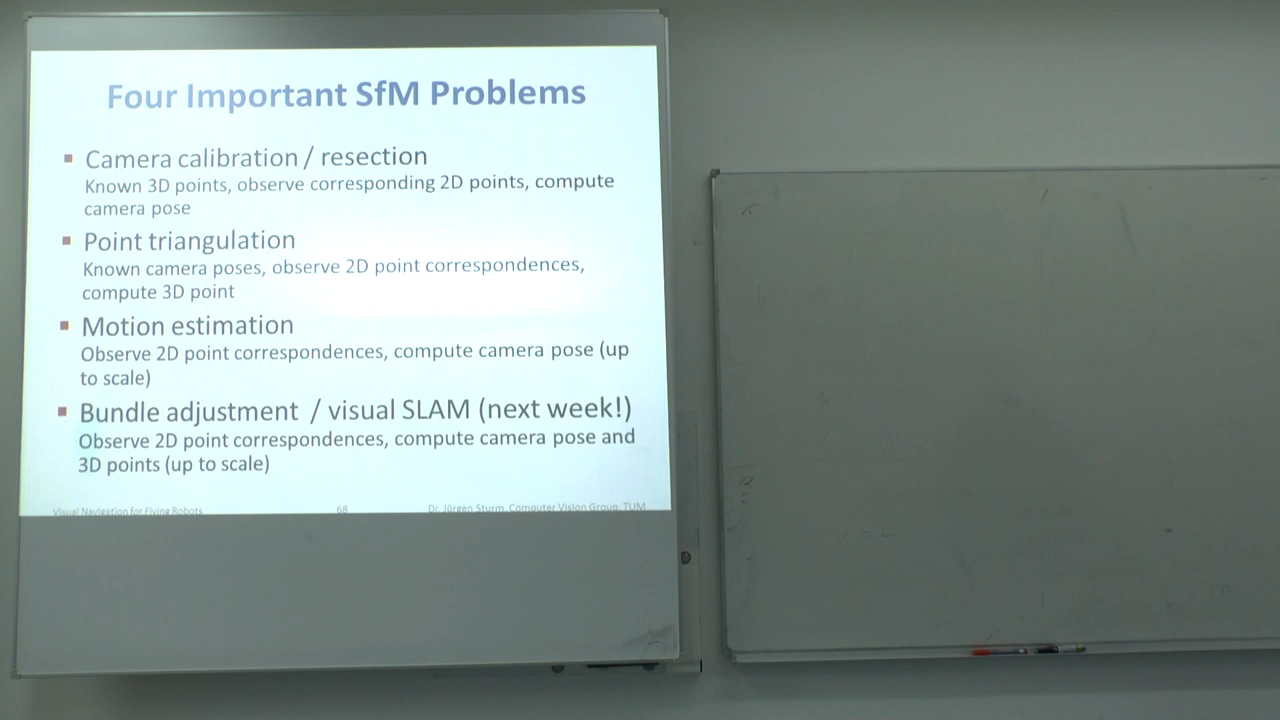 Four Important SfM Problems
Camera calibration / resection
Known 3D points, observe corresponding 2D points, compute
camera pose
Point triangulation
Known camera poses, observe 2D point correspondences,
compute 3D point
Motion estimation
Observe 2D point correspondences, compute camera pose (up
to scale)
Bundle adjustment / visual SLAM (next week!)
Observe 2D point correspondences, compute camera pose and
3D points (up to scale)
Visual Navigation for Flying Robots
68
Dr. Jürgen Sturm, Computer Vision Group, TUM